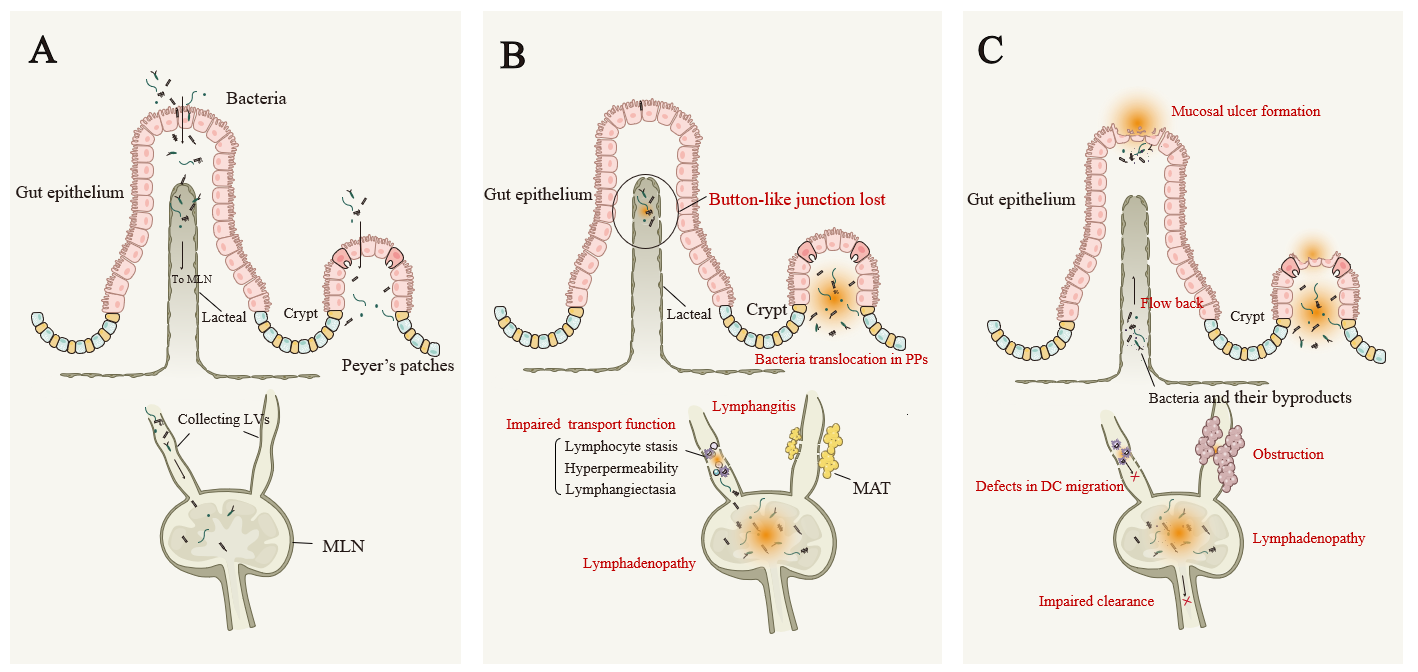 A
Bacteria
Gut epithelium
To MLN
Lacteal
Crypt
Peyer's patches
Collecting LVs
MLN
B
Gut epithelium
Button-like junction lost
Lacteal
Crypt
Bacteria translocation in PPs
Lymphangitis
Impaired transport function
Lymphocyte stasis
Hyperpermeability
Lymphangiectasia
MAT
Lymphadenopathy
C
Mucosal ulcer formation
Gut epithelium
Flow back
Crypt
Bacteria and their byproducts
Obstruction
Defects in DC migration
Lymphadenopathy
Impaired clearance